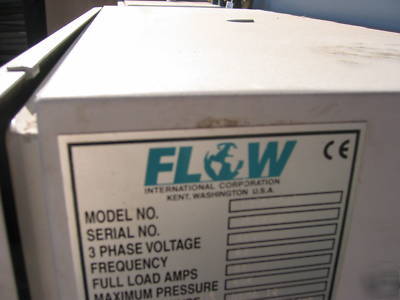 FLOW CE
INTERNATIONAL CORPORATION
KENT, WASHINGTON U.S.A.
MODEL NO.
SERIAL NO.
3 PHASE VOLTAGE
FREQUENCY
FULL LOAD AMPS
MAXIMUM PRESSURE